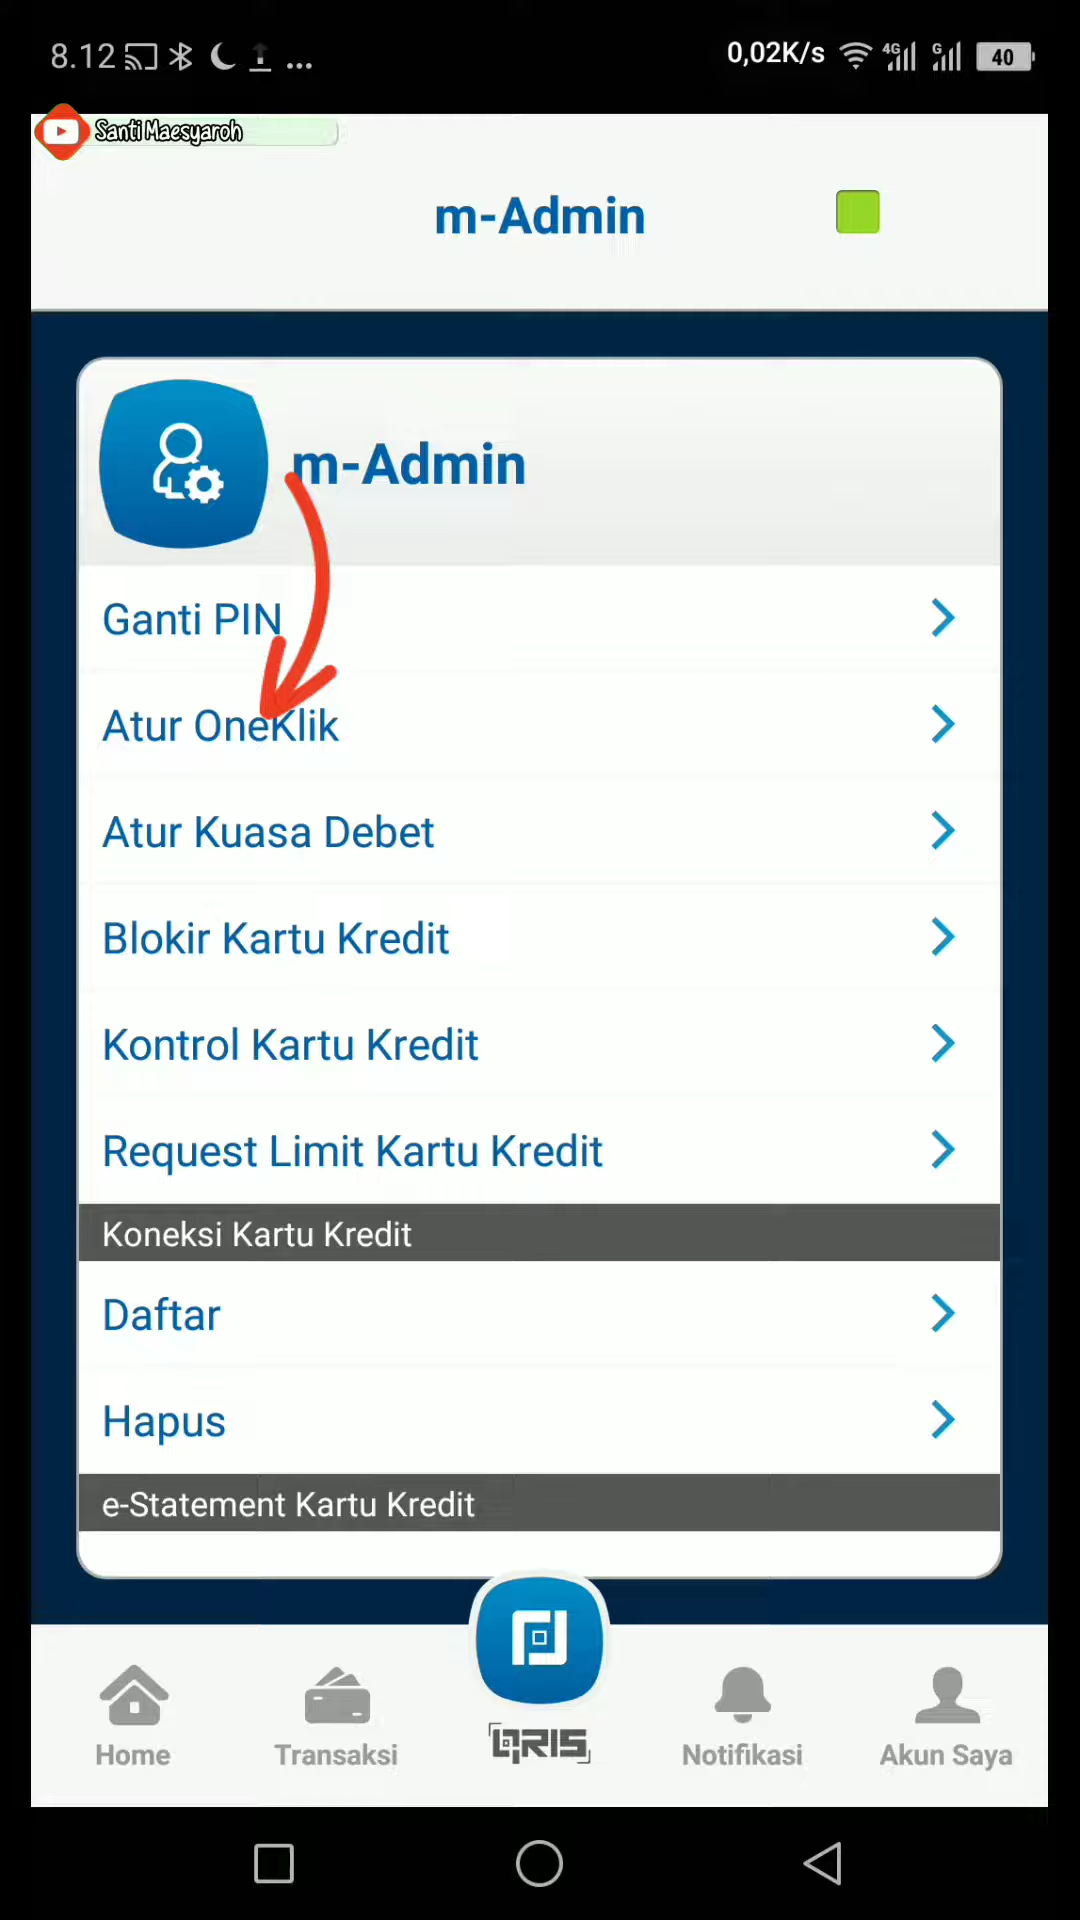 8.12 ... 0,02K/s 4G G 40
Santi Maesyaroh
m-Admin
m-Admin
Ganti PIN
Atur OneKlik
Atur Kuasa Debet
Blokir Kartu Kredit
Kontrol Kartu Kredit
Request Limit Kartu Kredit
Koneksi Kartu Kredit
Daftar
Hapus
e-Statement Kartu Kredit
Home Transaksi QRIS Notifikasi Akun Saya